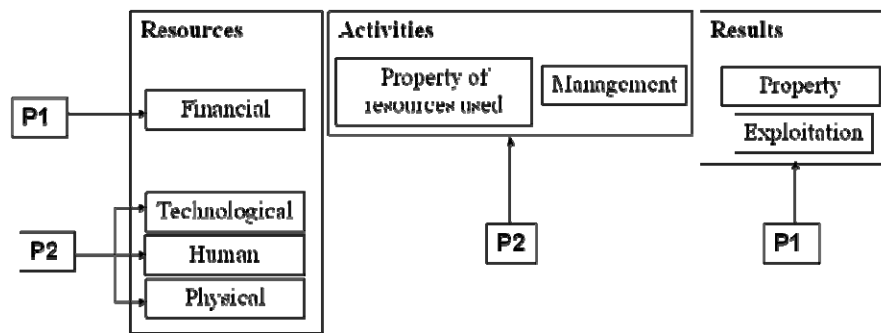 Resources
Activities
Results
P1
Financial
Property of
resources used
Management
Property
Exploitation
P2
Technological
Human
Physical
P2
P1